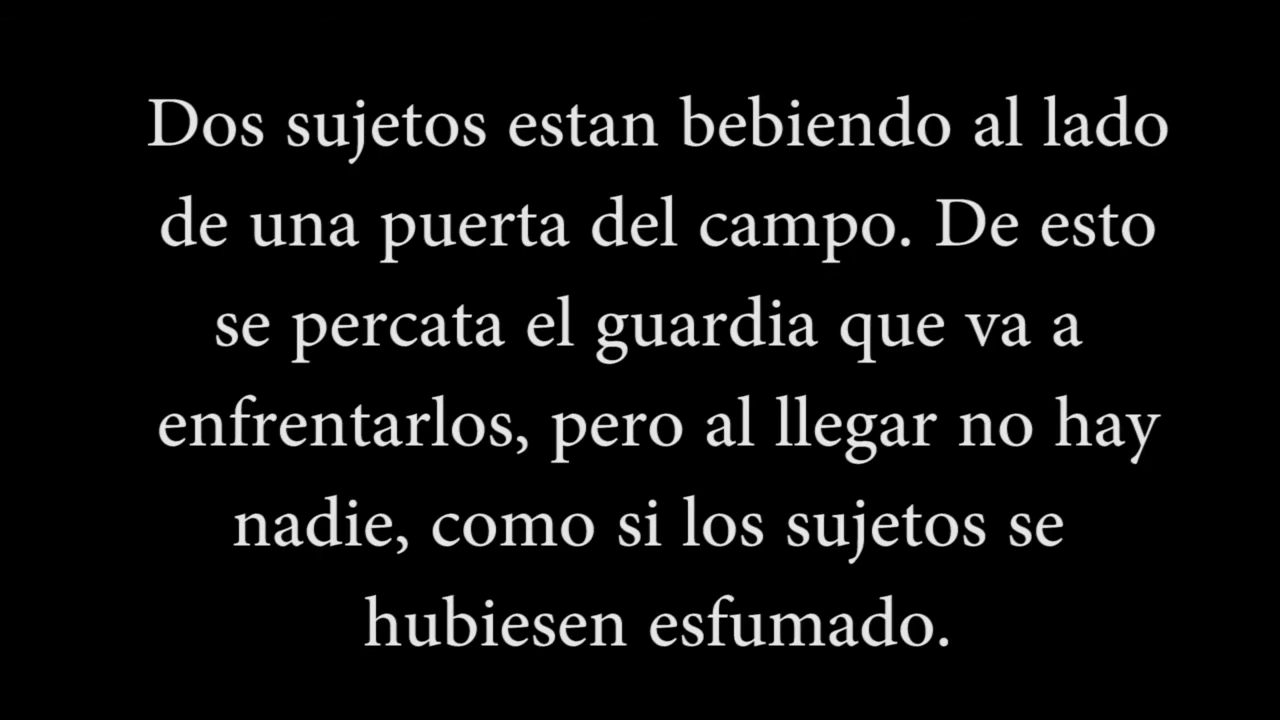 Dos sujetos estan bebiendo al lado
de una puerta del campo. De esto
se percata el guardia que va a
enfrentarlos, pero al llegar no hay
nadie, como si los sujetos se
hubiesen esfumado.